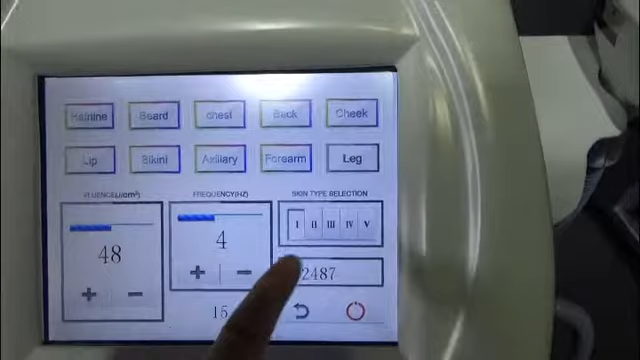 Hairline Beard chest Back Cheek
Lip Bikini Axillary Forearm Leg
FLUENCE(J/cm²) FREQUENCY(HZ) SKIN TYPE SELECTION
I II III IV V
48 4
+ − + − 2487
15